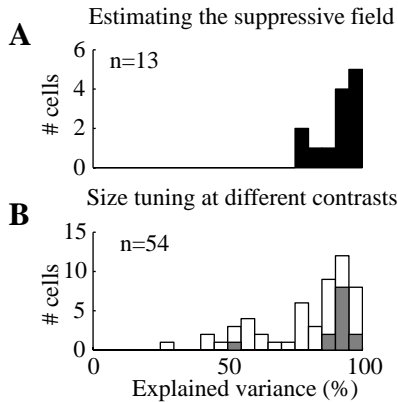 Estimating the suppressive field
A
6
4
2
0
# cells
n=13
Size tuning at different contrasts
B
15
10
5
0
# cells
n=54
0 50 100
Explained variance (%)